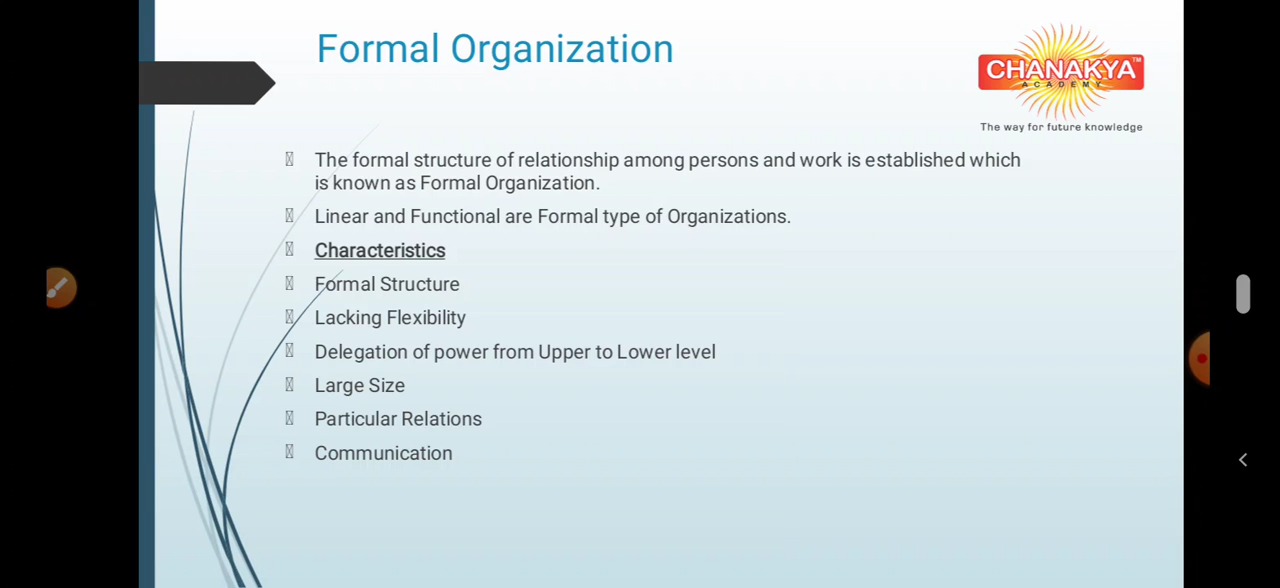 Formal Organization
CHANAKYA TM
ACADEMY
The way for future knowledge
The formal structure of relationship among persons and work is established which
is known as Formal Organization.
Linear and Functional are Formal type of Organizations.
Characteristics
Formal Structure
Lacking Flexibility
Delegation of power from Upper to Lower level
Large Size
Particular Relations
Communication